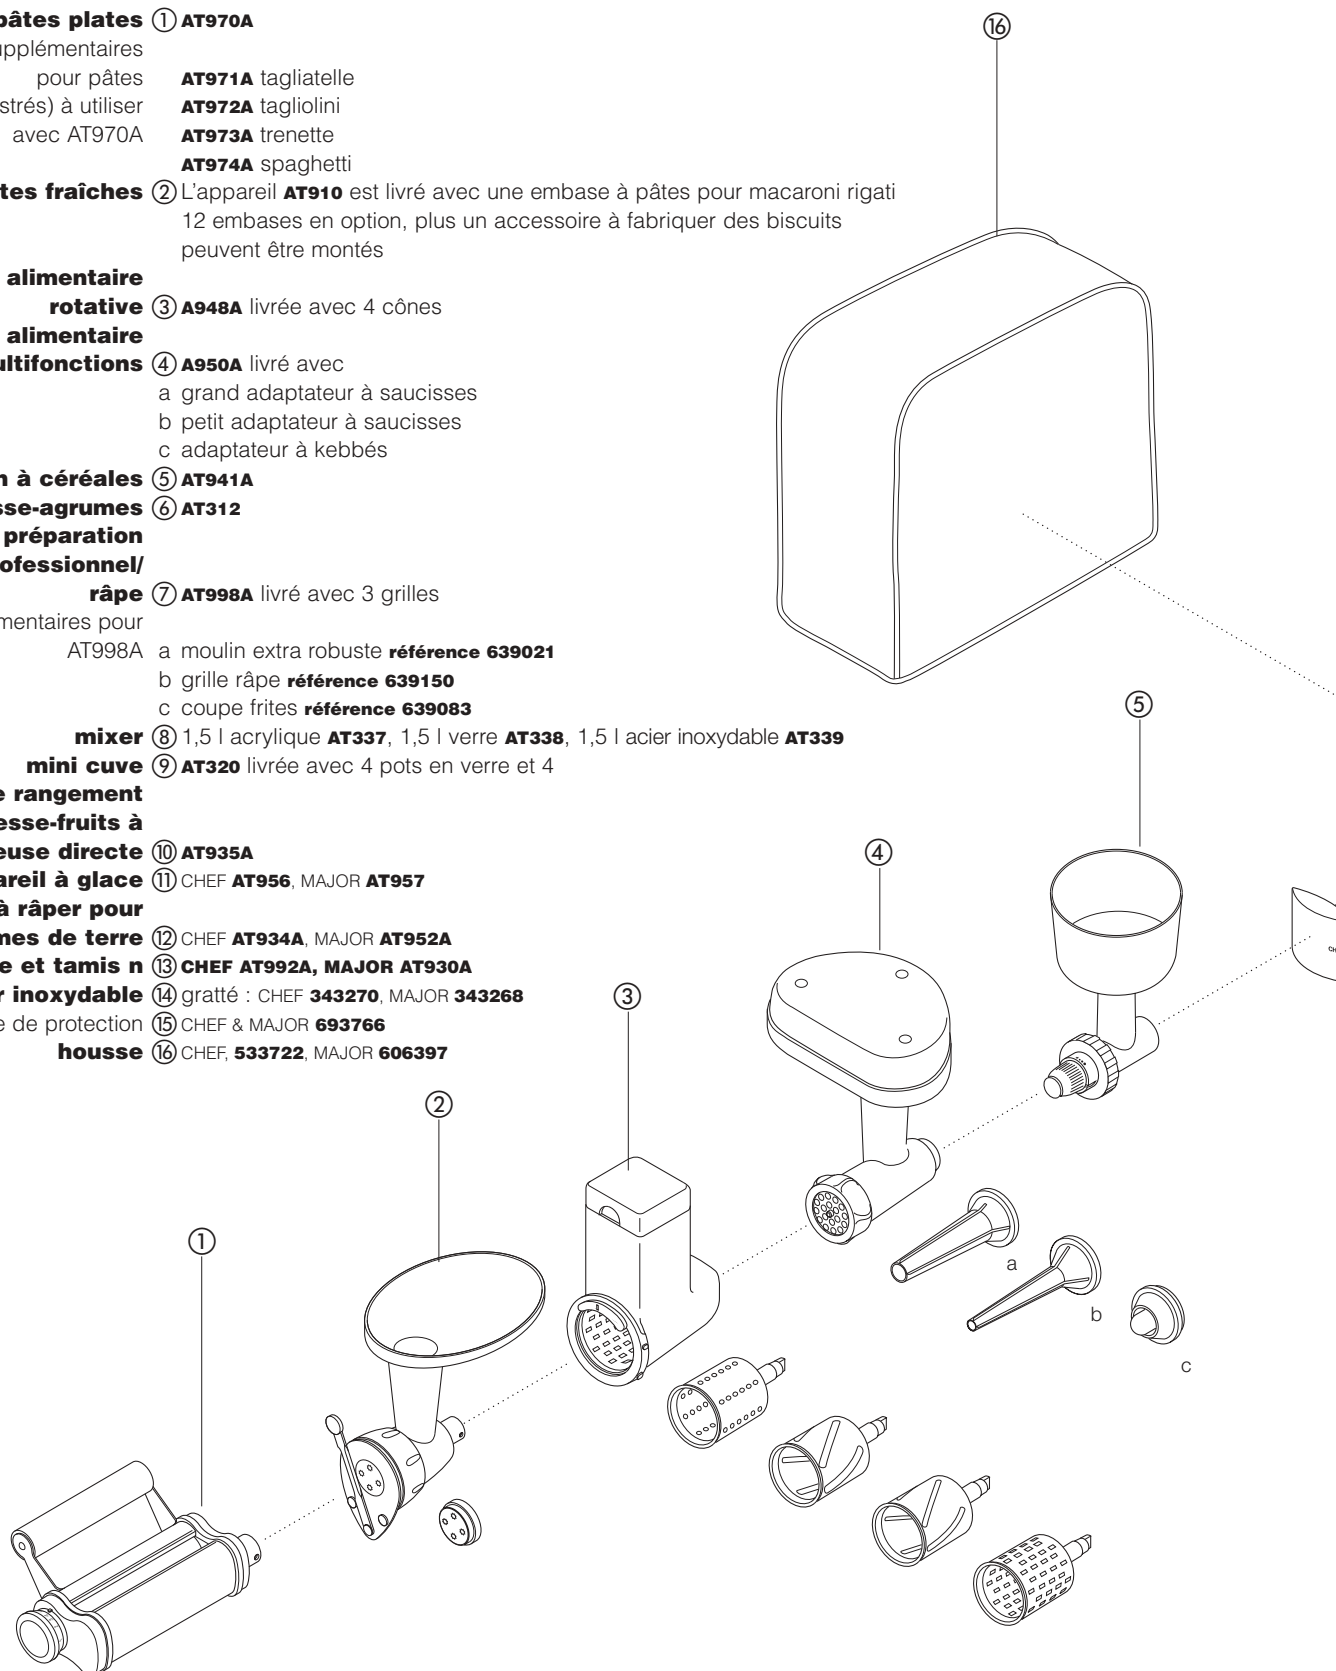 pâtes plates ① AT970A
upplémentaires
pour pâtes AT971A tagliatelle
strés) à utiliser AT972A tagliolini
avec AT970A AT973A trenette
AT974A spaghetti
tes fraîches ② L'appareil AT910 est livré avec une embase à pâtes pour macaroni rigati
12 embases en option, plus un accessoire à fabriquer des biscuits
peuvent être montés
alimentaire
rotative ③ A948A livrée avec 4 cônes
alimentaire
ultifonctions ④ A950A livré avec
a grand adaptateur à saucisses
b petit adaptateur à saucisses
c adaptateur à kebbés
n à céréales ⑤ AT941A
sse-agrumes ⑥ AT312
préparation
ofessionnel/
râpe ⑦ AT998A livré avec 3 grilles
mentaires pour
AT998A a moulin extra robuste référence 639021
b grille râpe référence 639150
c coupe frites référence 639083
mixer ⑧ 1,5 l acrylique AT337, 1,5 l verre AT338, 1,5 l acier inoxydable AT339
mini cuve ⑨ AT320 livrée avec 4 pots en verre et 4
e rangement
esse-fruits à
euse directe ⑩ AT935A
areil à glace ⑪ CHEF AT956, MAJOR AT957
à râper pour
mes de terre ⑫ CHEF AT934A, MAJOR AT952A
e et tamis n ⑬ CHEF AT992A, MAJOR AT930A
r inoxydable ⑭ gratté : CHEF 343270, MAJOR 343268
e de protection ⑮ CHEF & MAJOR 693766
housse ⑯ CHEF, 533722, MAJOR 606397
⑯
⑤
④
③
②
①
a
b
c